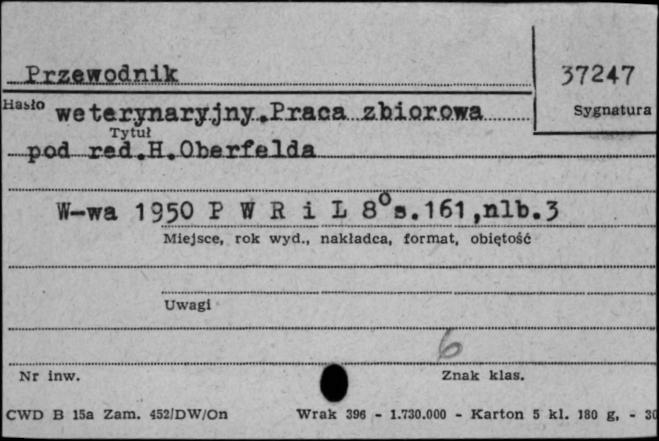 Przewodnik
37247
Hasło weterynaryjny.Praca zbiorowa
Sygnatura
Tytuł
pod red.H.Oberfelda
W-wa 1950 P W R i L 8° s.161,nlb.3
Miejsce, rok wyd., nakładca, format, objętość
Uwagi
6
Nr inw.
Znak klas.
CWD B 15a Zam. 452/DW/On Wrak 396 - 1.730.000 - Karton 5 kl. 180 g, - 30